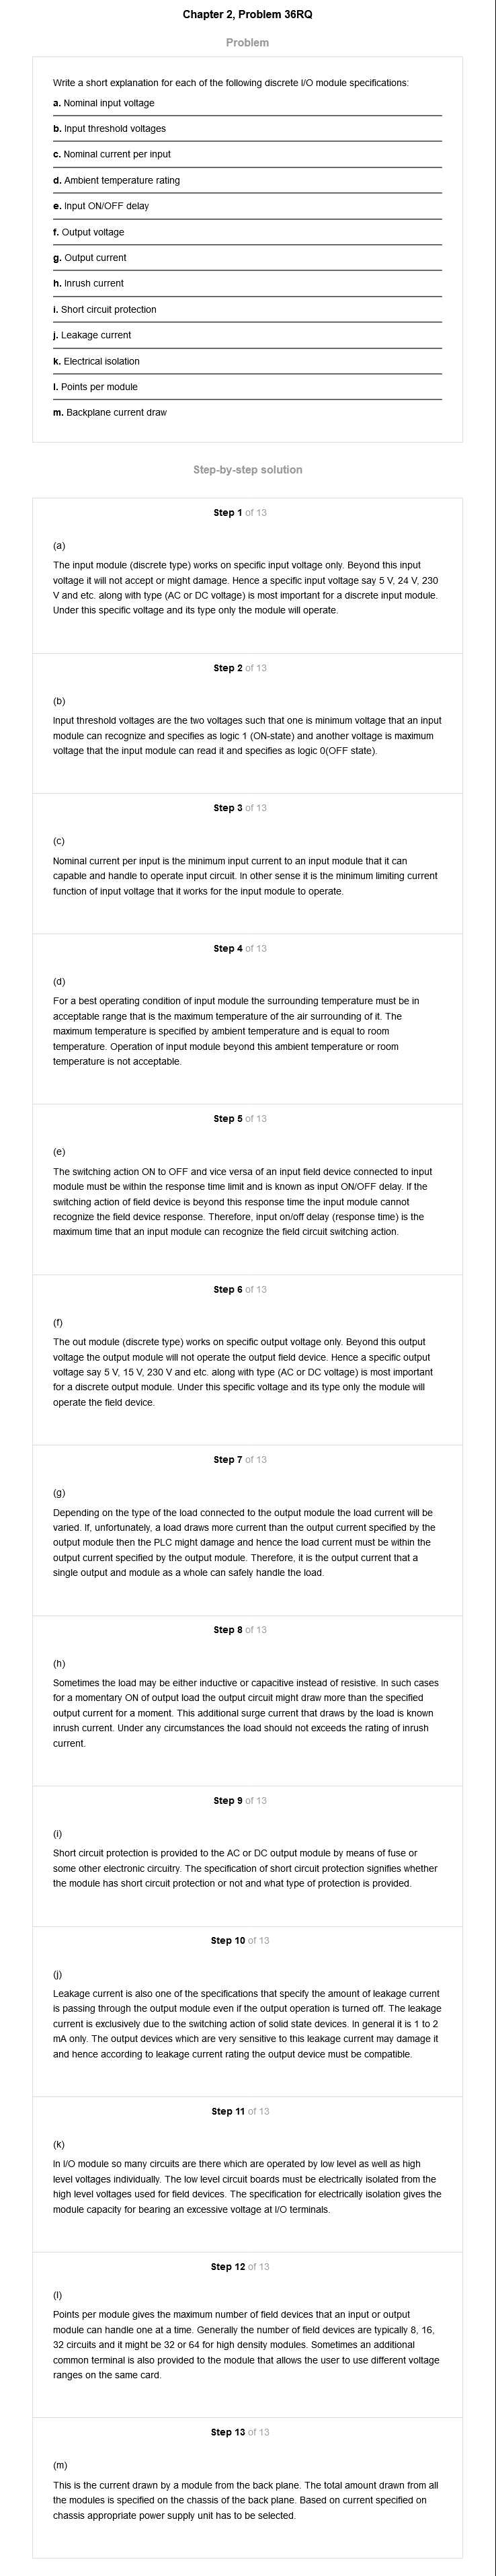 Chapter 2, Problem 36RQ
Problem
Write a short explanation for each of the following discrete I/O module specifications:
a. Nominal input voltage
b. Input threshold voltages
c. Nominal current per input
d. Ambient temperature rating
e. Input ON/OFF delay
f. Output voltage
g. Output current
h. Inrush current
i. Short circuit protection
j. Leakage current
k. Electrical isolation
l. Points per module
m. Backplane current draw
Step-by-step solution
Step 1 of 13
(a)
The input module (discrete type) works on specific input voltage only. Beyond this input
voltage it will not accept or might damage. Hence a specific input voltage say 5 V, 24 V, 230
V and etc. along with type (AC or DC voltage) is most important for a discrete input module.
Under this specific voltage and its type only the module will operate.
Step 2 of 13
(b)
Input threshold voltages are the two voltages such that one is minimum voltage that an input
module can recognize and specifies as logic 1 (ON-state) and another voltage is maximum
voltage that the input module can read it and specifies as logic 0(OFF state).
Step 3 of 13
(c)
Nominal current per input is the minimum input current to an input module that it can
capable and handle to operate input circuit. In other sense it is the minimum limiting current
function of input voltage that it works for the input module to operate.
Step 4 of 13
(d)
For a best operating condition of input module the surrounding temperature must be in
acceptable range that is the maximum temperature of the air surrounding of it. The
maximum temperature is specified by ambient temperature and is equal to room
temperature. Operation of input module beyond this ambient temperature or room
temperature is not acceptable.
Step 5 of 13
(e)
The switching action ON to OFF and vice versa of an input field device connected to input
module must be within the response time limit and is known as input ON/OFF delay. If the
switching action of field device is beyond this response time the input module cannot
recognize the field device response. Therefore, input on/off delay (response time) is the
maximum time that an input module can recognize the field circuit switching action.
Step 6 of 13
(f)
The out module (discrete type) works on specific output voltage only. Beyond this output
voltage the output module will not operate the output field device. Hence a specific output
voltage say 5 V, 15 V, 230 V and etc. along with type (AC or DC voltage) is most important
for a discrete output module. Under this specific voltage and its type only the module will
operate the field device.
Step 7 of 13
(g)
Depending on the type of the load connected to the output module the load current will be
varied. If, unfortunately, a load draws more current than the output current specified by the
output module then the PLC might damage and hence the load current must be within the
output current specified by the output module. Therefore, it is the output current that a
single output and module as a whole can safely handle the load.
Step 8 of 13
(h)
Sometimes the load may be either inductive or capacitive instead of resistive. In such cases
for a momentary ON of output load the output circuit might draw more than the specified
output current for a moment. This additional surge current that draws by the load is known
inrush current. Under any circumstances the load should not exceeds the rating of inrush
current.
Step 9 of 13
(i)
Short circuit protection is provided to the AC or DC output module by means of fuse or
some other electronic circuitry. The specification of short circuit protection signifies whether
the module has short circuit protection or not and what type of protection is provided.
Step 10 of 13
(j)
Leakage current is also one of the specifications that specify the amount of leakage current
is passing through the output module even if the output operation is turned off. The leakage
current is exclusively due to the switching action of solid state devices. In general it is 1 to 2
mA only. The output devices which are very sensitive to this leakage current may damage it
and hence according to leakage current rating the output device must be compatible.
Step 11 of 13
(k)
In I/O module so many circuits are there which are operated by low level as well as high
level voltages individually. The low level circuit boards must be electrically isolated from the
high level voltages used for field devices. The specification for electrically isolation gives the
module capacity for bearing an excessive voltage at I/O terminals.
Step 12 of 13
(l)
Points per module gives the maximum number of field devices that an input or output
module can handle one at a time. Generally the number of field devices are typically 8, 16,
32 circuits and it might be 32 or 64 for high density modules. Sometimes an additional
common terminal is also provided to the module that allows the user to use different voltage
ranges on the same card.
Step 13 of 13
(m)
This is the current drawn by a module from the back plane. The total amount drawn from all
the modules is specified on the chassis of the back plane. Based on current specified on
chassis appropriate power supply unit has to be selected.